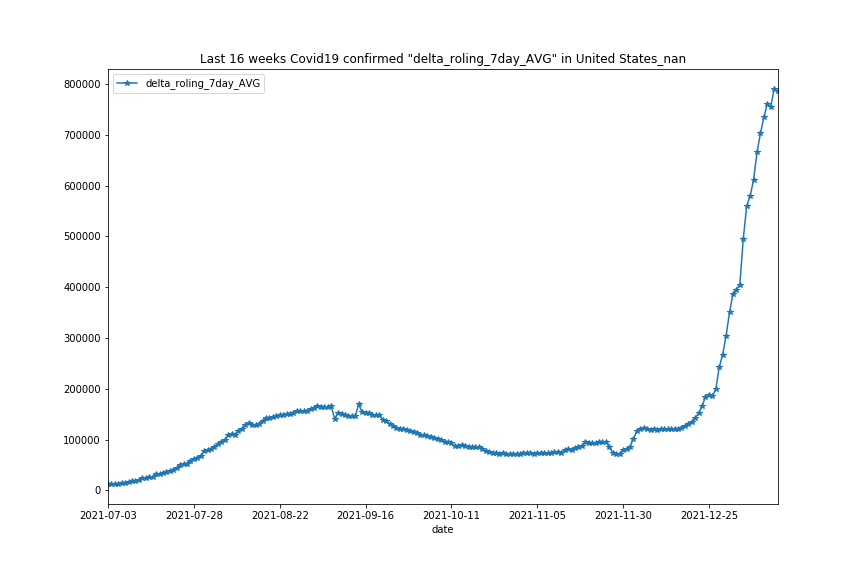 Last 16 weeks Covid19 confirmed "delta_roling_7day_AVG" in United States_nan
delta_roling_7day_AVG
800000
700000
600000
500000
400000
300000
200000
100000
0
2021-07-03 2021-07-28 2021-08-22 2021-09-16 2021-10-11 2021-11-05 2021-11-30 2021-12-25
date